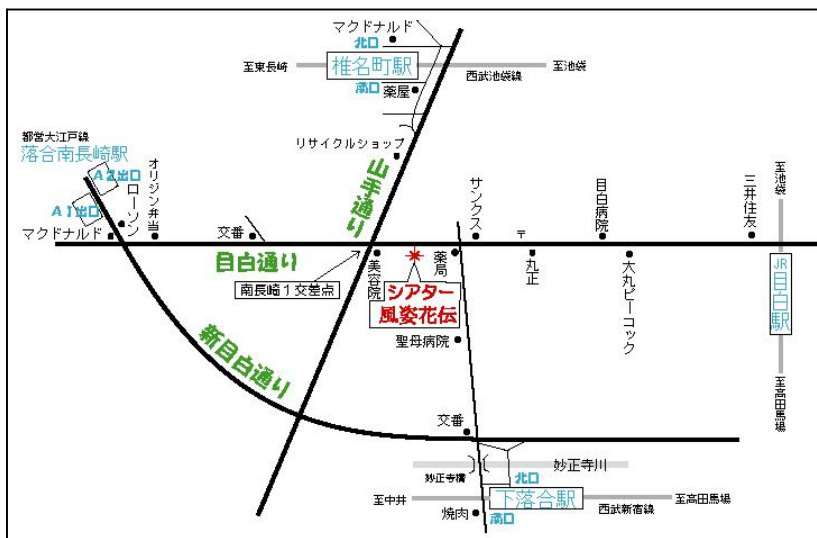 マクドナルド
北口
至東長崎
椎名町駅
西武池袋線
至池袋
南口
薬屋
リサイクルショップ
山手通り
都営大江戸線
落合南長崎駅
A2出口
A1出口
マクドナルド
ローソン
オリジン弁当
交番
サンクス
〒
目白病院
三井住友
至池袋
目白通り
南長崎1交差点
美容院
シアター
風姿花伝
薬局
丸正
大丸ピーコック
JR
目白駅
至高田馬場
聖母病院
新目白通り
交番
妙正寺橋
妙正寺川
北口
至中井
下落合駅
西武新宿線
至高田馬場
焼肉
南口